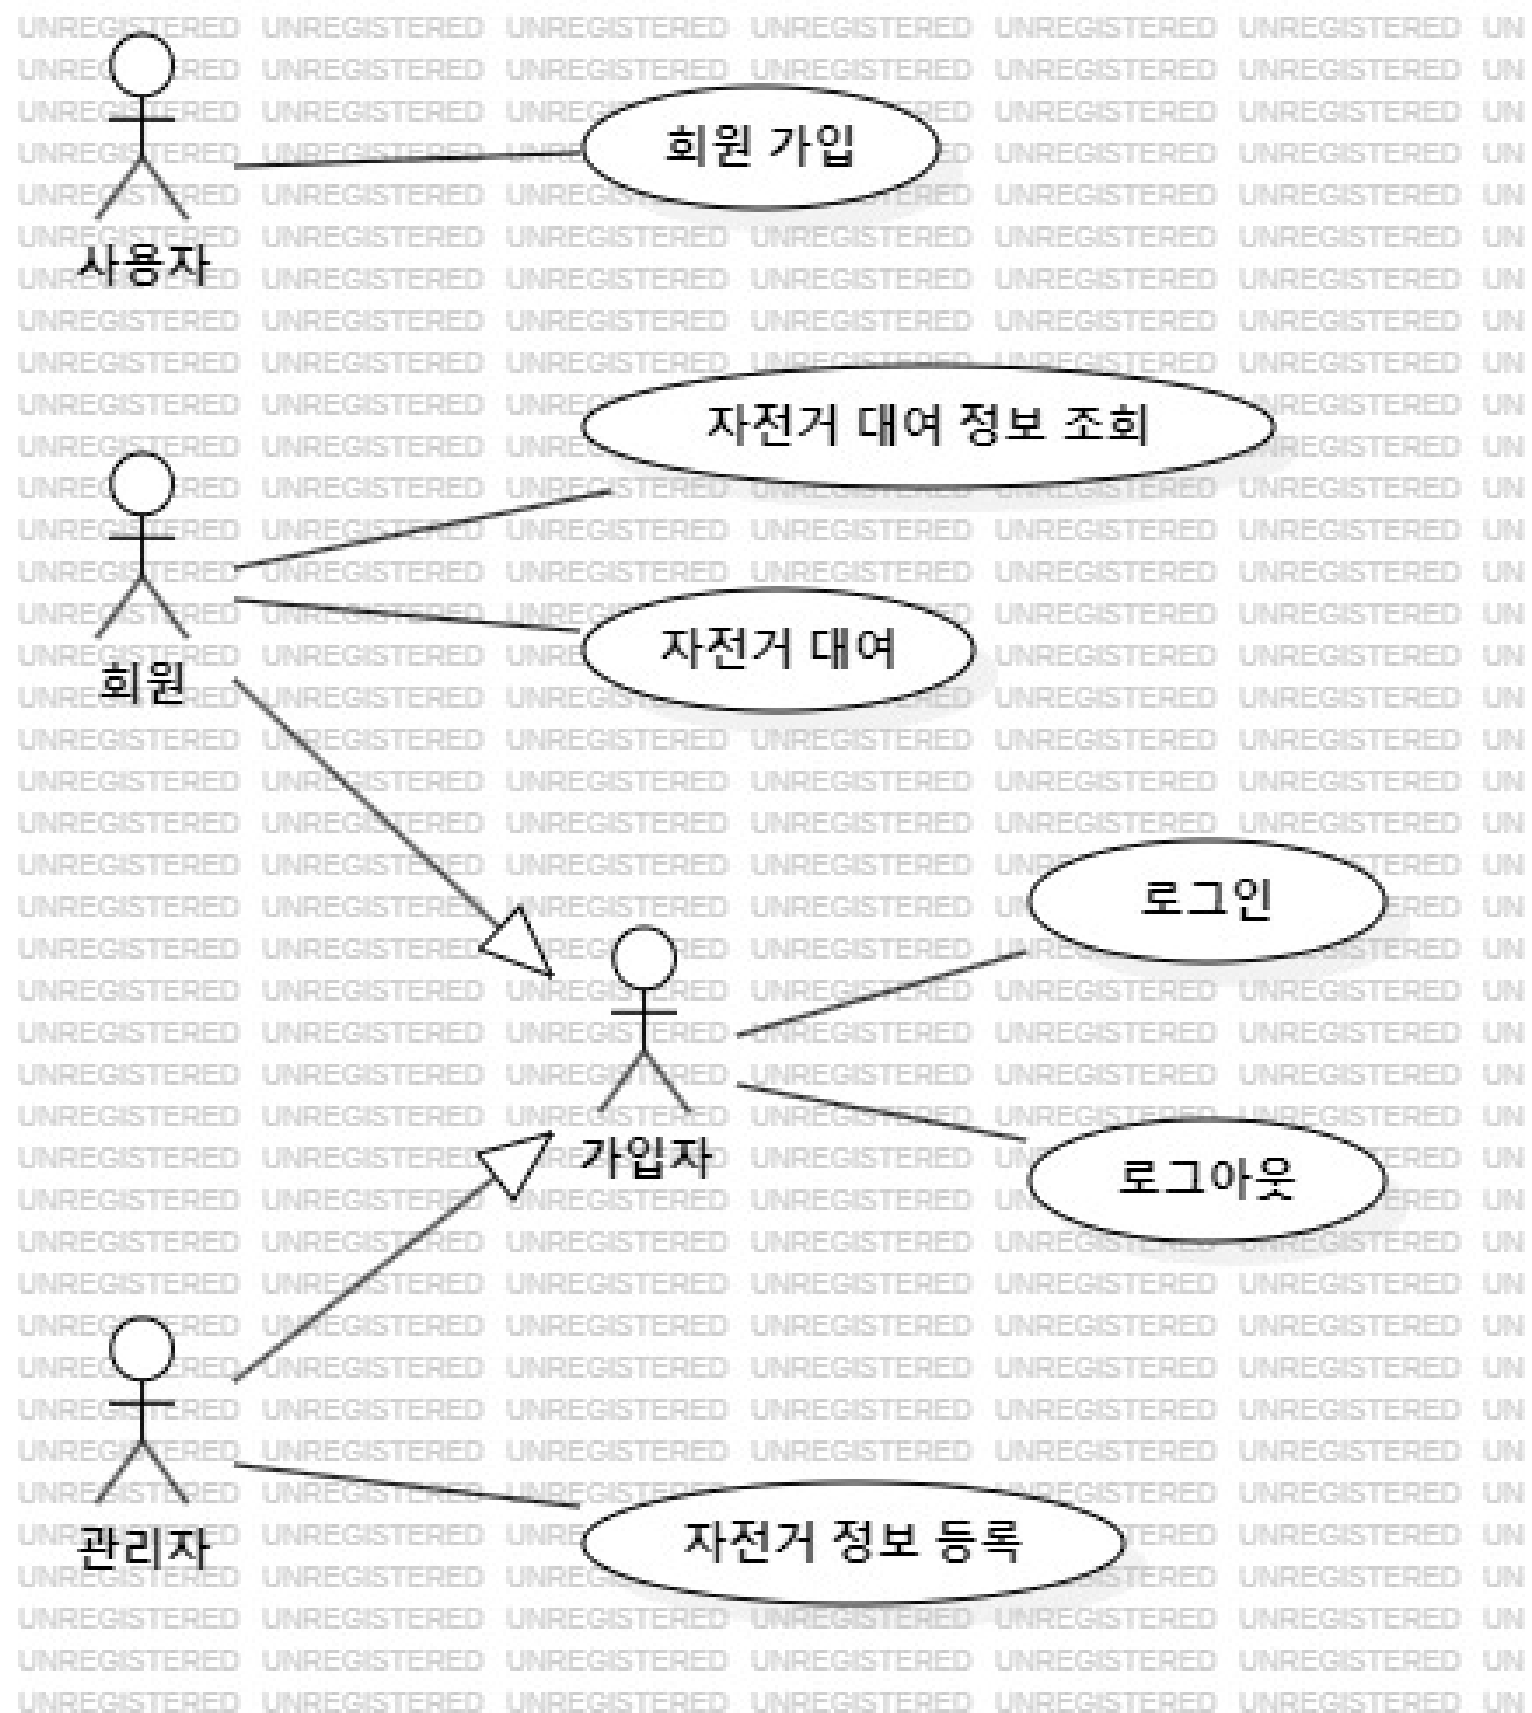 회원 가입
사용자
자전거 대여 정보 조회
자전거 대여
회원
로그인
가입자
로그아웃
관리자
자전거 정보 등록
UNREGISTERED